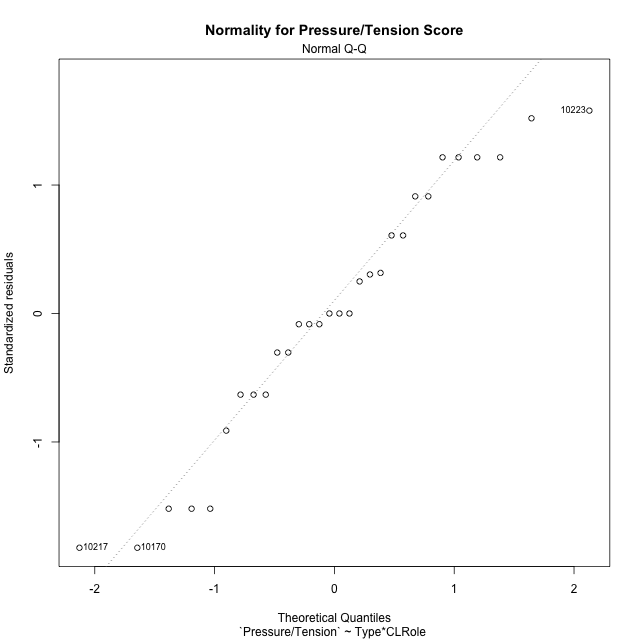 Normality for Pressure/Tension Score
Normal Q-Q
10223
1
0
-1
Standardized residuals
10217
10170
-2
-1
0
1
2
Theoretical Quantiles
`Pressure/Tension` ~ Type*CLRole